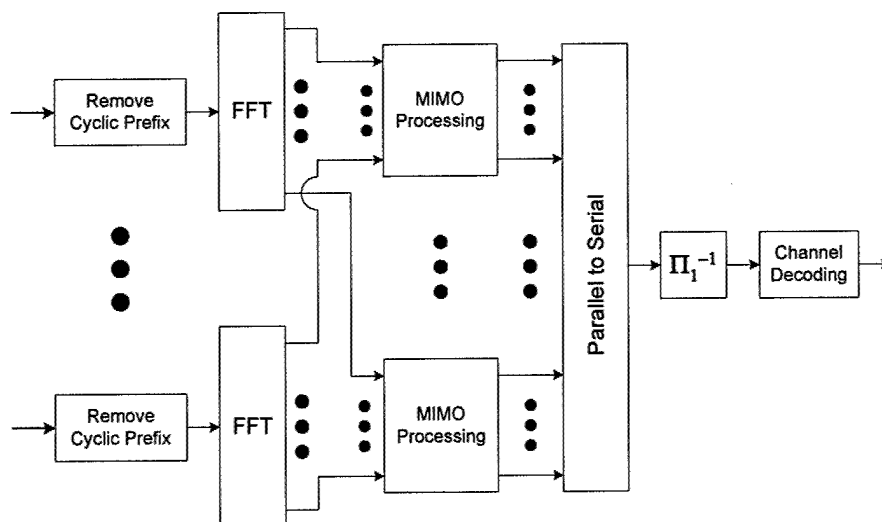 Remove
Cyclic Prefix
FFT
MIMO
Processing
Parallel to Serial
Π₁⁻¹
Channel
Decoding
Remove
Cyclic Prefix
FFT
MIMO
Processing